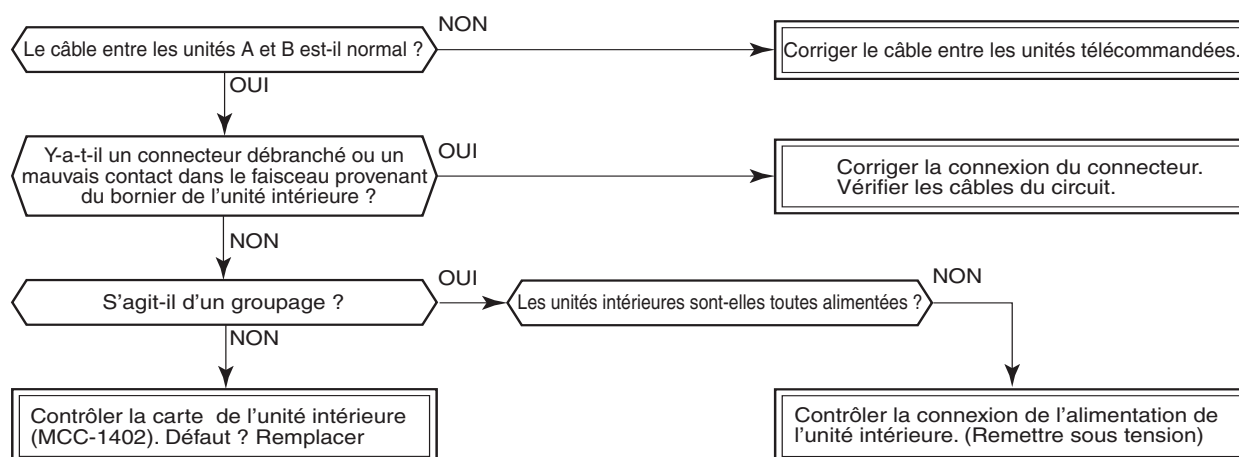 Le câble entre les unités A et B est-il normal ?
NON
Corriger le câble entre les unités télécommandées.
OUI
Y-a-t-il un connecteur débranché ou un
mauvais contact dans le faisceau provenant
du bornier de l'unité intérieure ?
OUI
Corriger la connexion du connecteur.
Vérifier les câbles du circuit.
NON
S'agit-il d'un groupage ?
OUI
Les unités intérieures sont-elles toutes alimentées ?
NON
NON
Contrôler la carte de l'unité intérieure
(MCC-1402). Défaut ? Remplacer
Contrôler la connexion de l'alimentation de
l'unité intérieure. (Remettre sous tension)